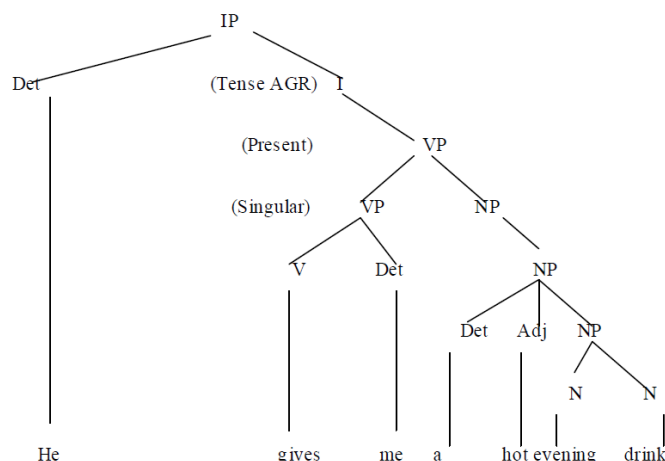 IP
Det (Tense AGR) I
(Present) VP
(Singular) VP NP
V Det NP
Det Adj NP
N N
He gives me a hot evening drink